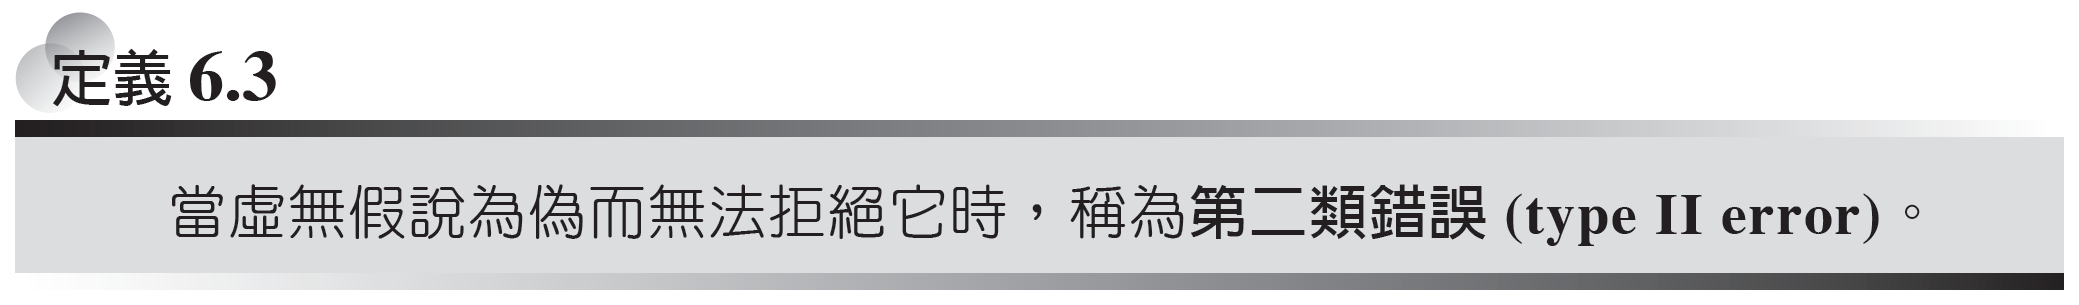 定義 6.3
當虛無假說為偽而無法拒絕它時，稱為第二類錯誤 (type II error)。